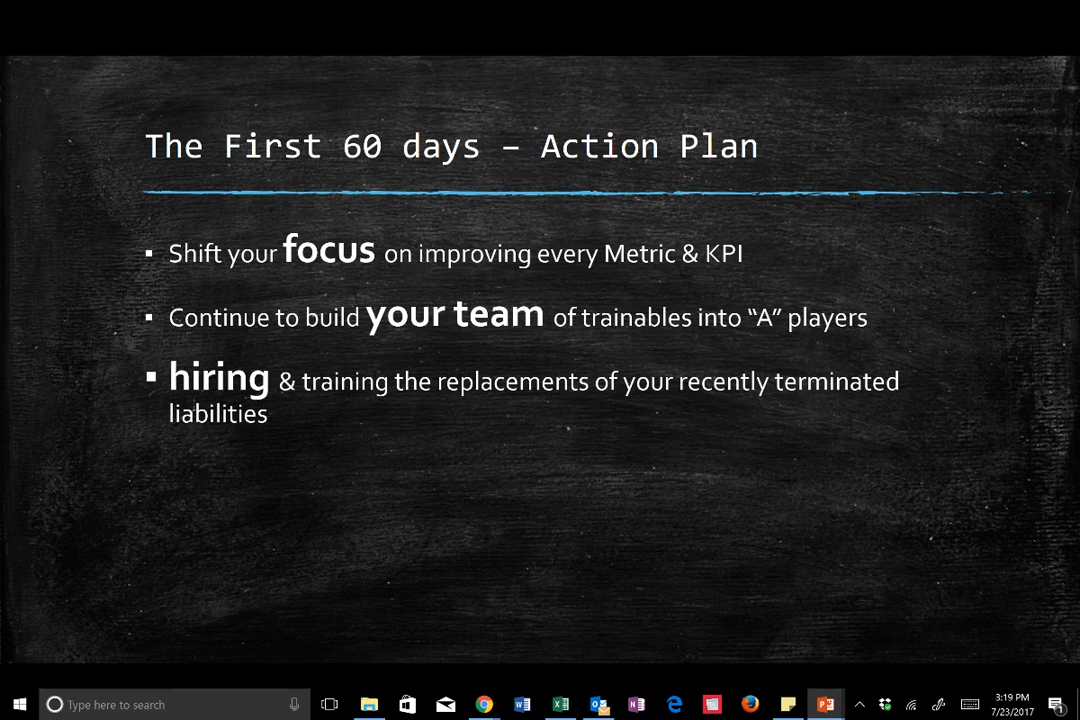 The First 60 days – Action Plan
▪ Shift your focus on improving every Metric & KPI
▪ Continue to build your team of trainables into “A” players
▪ hiring & training the replacements of your recently terminated
liabilities
Type here to search
3:19 PM
7/23/2017